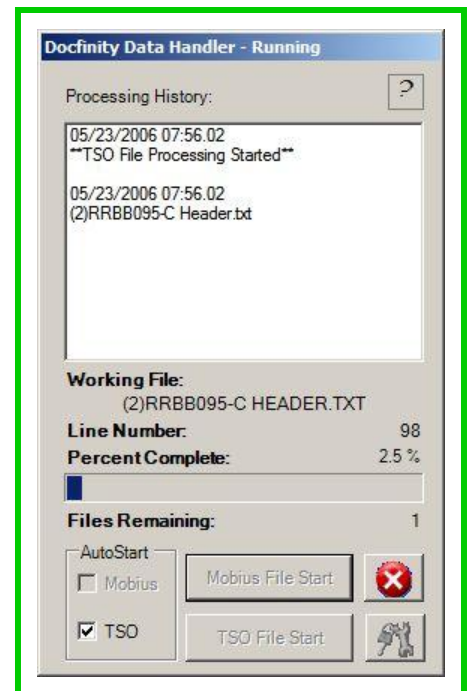 Docfinity Data Handler - Running
Processing History:
?
05/23/2006 07:56.02
**TSO File Processing Started**
05/23/2006 07:56.02
(2)RRBB095-C Header.txt
Working File:
(2)RRBB095-C HEADER.TXT
Line Number: 98
Percent Complete: 2.5 %
Files Remaining: 1
AutoStart
Mobius
Mobius File Start
TSO
TSO File Start